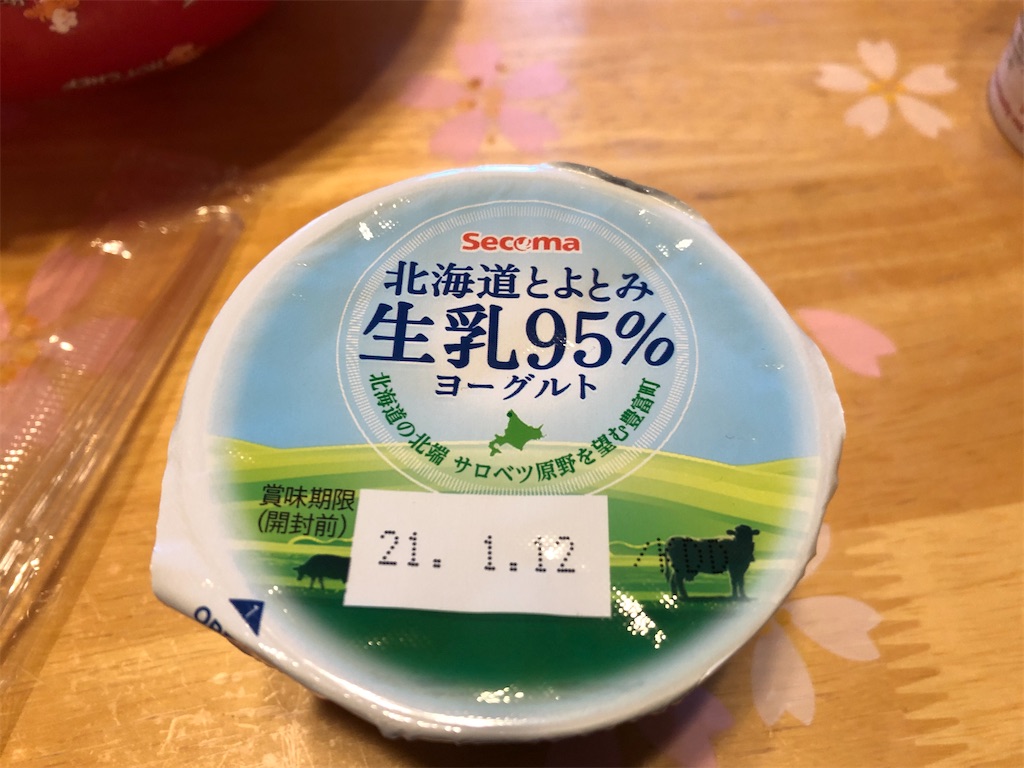 Secoma
北海道とよとみ
生乳95%
ヨーグルト
北海道の北端 サロベツ原野を望む豊富町
賞味期限
(開封前)
21. 1.12